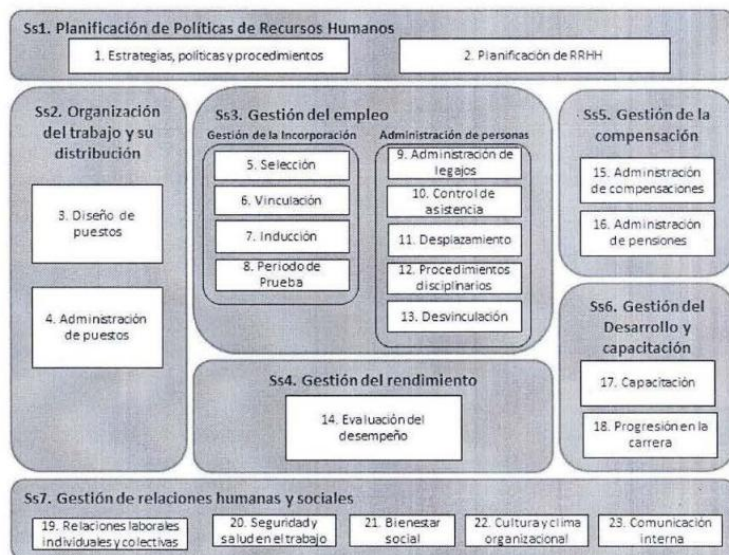 Ss1. Planificación de Políticas de Recursos Humanos
1. Estrategias, políticas y procedimientos
2. Planificación de RRHH
Ss2. Organización
del trabajo y su
distribución
3. Diseño de
puestos
4. Administración
de puestos
Ss3. Gestión del empleo
Gestión de la Incorporación
5. Selección
6. Vinculación
7. Inducción
8. Periodo de
Prueba
Administración de personas
9. Administración de
legajos
10. Control de
asistencia
11. Desplazamiento
12. Procedimientos
disciplinarios
13. Desvinculación
Ss4. Gestión del rendimiento
14. Evaluación del
desempeño
Ss5. Gestión de la
compensación
15. Administración
de compensaciones
16. Administración
de pensiones
Ss6. Gestión del
Desarrollo y
capacitación
17. Capacitación
18. Progresión en la
carrera
Ss7. Gestión de relaciones humanas y sociales
19. Relaciones laborales
individuales y colectivas
20. Seguridad y
salud en el trabajo
21. Bienestar
social
22. Cultura y clima
organizacional
23. Comunicación
interna